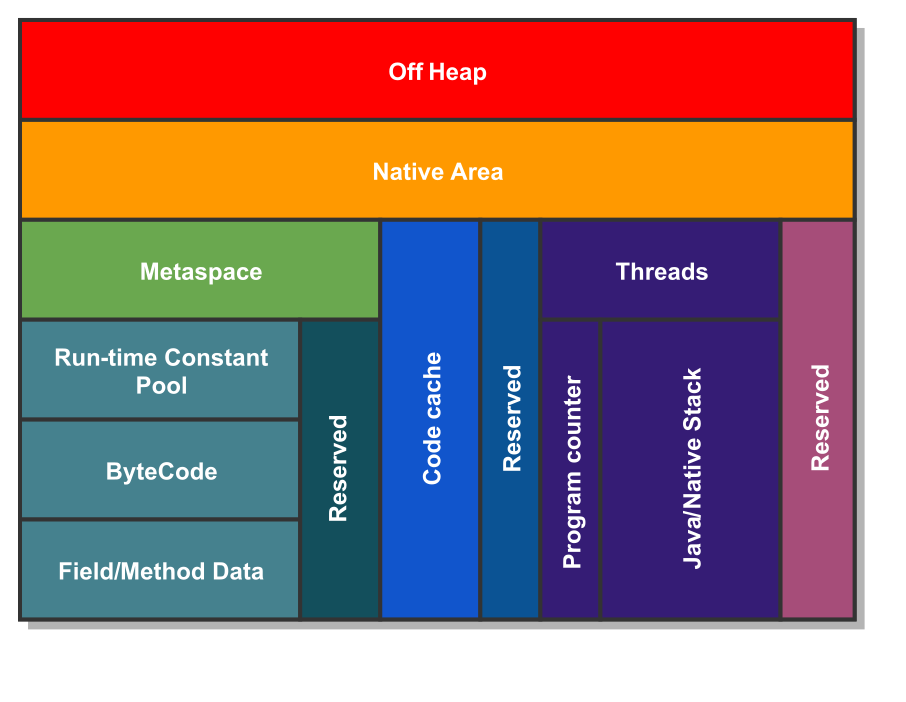 Off Heap
Native Area
Metaspace
Threads
Run-time Constant
Pool
ByteCode
Field/Method Data
Reserved
Code cache
Reserved
Program counter
Java/Native Stack
Reserved